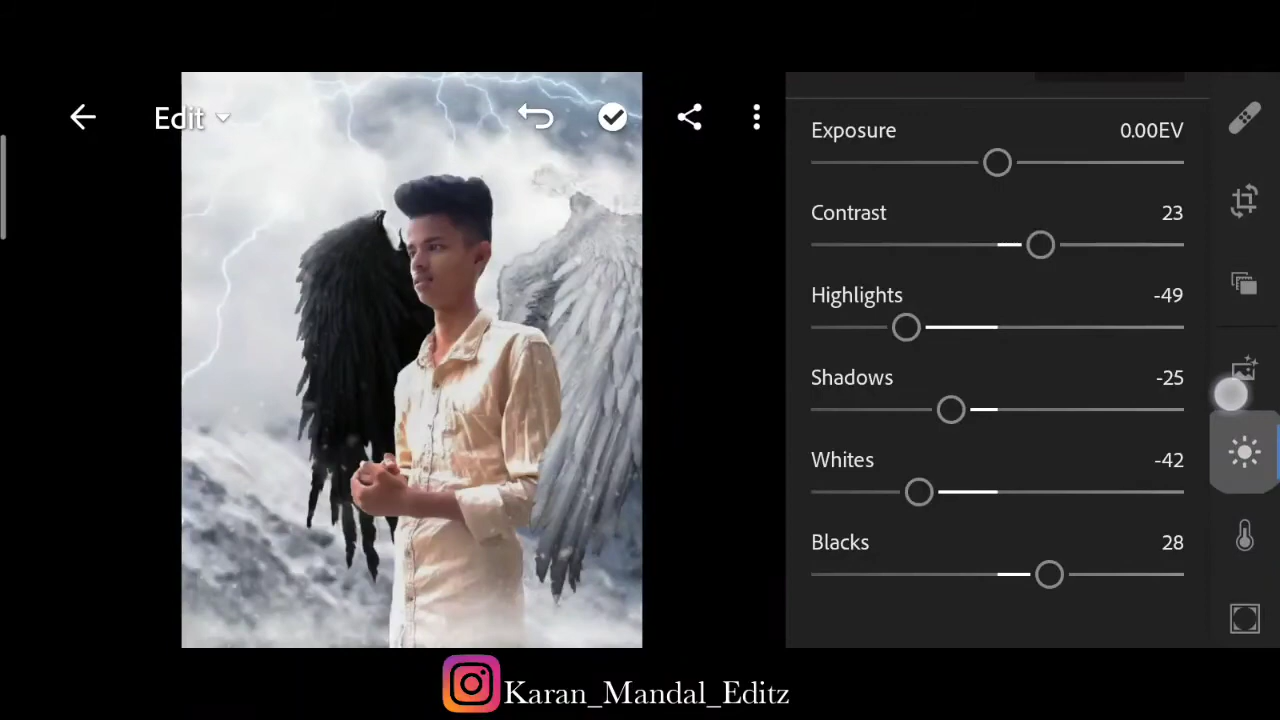 Edit
Exposure 0.00EV
Contrast 23
Highlights -49
Shadows -25
Whites -42
Blacks 28
Karan_Mandal_Editz